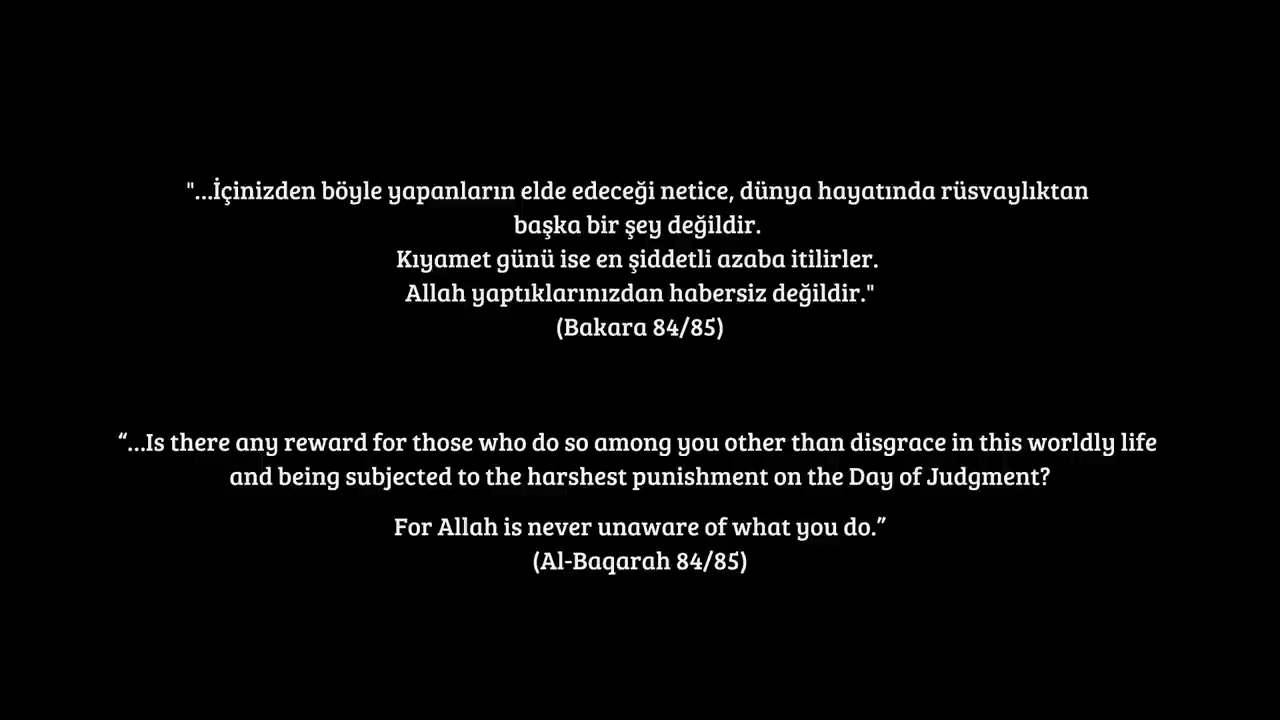 "...İçinizden böyle yapanların elde edeceği netice, dünya hayatında rüsvaylıktan
başka bir şey değildir.
Kıyamet günü ise en şiddetli azaba itilirler.
Allah yaptıklarınızdan habersiz değildir."
(Bakara 84/85)
“...Is there any reward for those who do so among you other than disgrace in this worldly life
and being subjected to the harshest punishment on the Day of Judgment?
For Allah is never unaware of what you do.”
(Al-Baqarah 84/85)